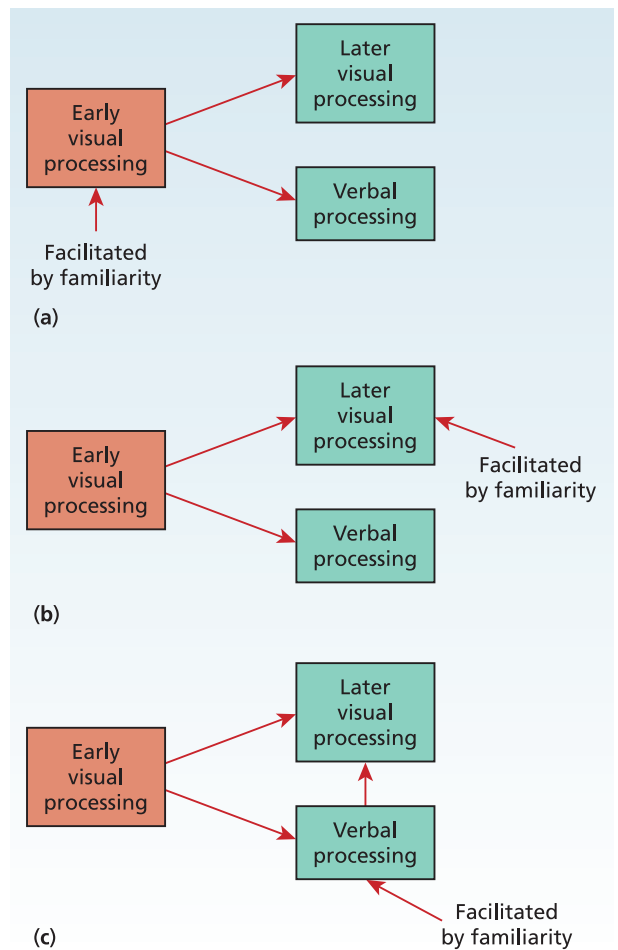 Later
visual
processing
Early
visual
processing
Verbal
processing
Facilitated
by familiarity
(a)
Later
visual
processing
Early
visual
processing
Facilitated
by familiarity
Verbal
processing
(b)
Later
visual
processing
Early
visual
processing
Verbal
processing
Facilitated
by familiarity
(c)